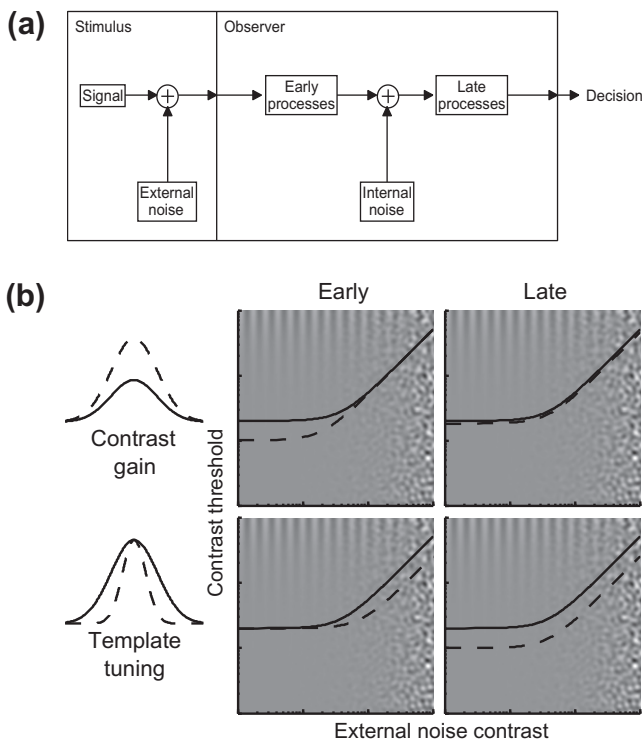 (a)
Stimulus
Observer
Signal
+
Early
processes
+
Late
processes
Decision
External
noise
Internal
noise
(b)
Early
Late
Contrast
gain
Contrast threshold
Template
tuning
External noise contrast